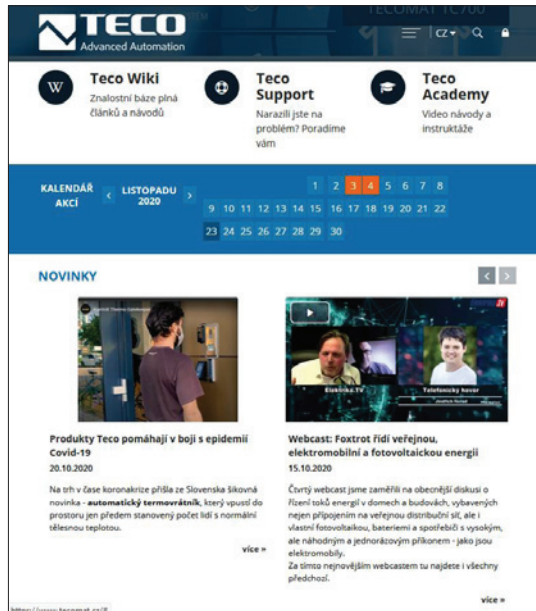 TECOMAT TC700
TECO
Advanced Automation
CZ
W
Teco Wiki
Znalostní báze plná
článků a návodů
Teco
Support
Narazili jste na
problém? Poradíme
vám
Teco
Academy
Video návody a
instruktáže
KALENDÁŘ
AKCÍ
LISTOPADU
2020
1 2 3 4 5 6 7 8
9 10 11 12 13 14 15 16 17 18 19 20 21 22
23 24 25 26 27 28 29 30
NOVINKY
Elektrika.TV
Telefonický hovor
Produkty Teco pomáhají v boji s epidemií
Covid-19
20.10.2020
Na trh v čase koronakrize přišla ze Slovenska šikovná
novinka - automatický termovrátník, který vpustí do
prostoru jen předem stanovený počet lidí s normální
tělesnou teplotou.
více »
Webcast: Foxtrot řídí veřejnou,
elektromobilní a fotovoltaickou energii
15.10.2020
Čtvrtý webcast jsme zaměřili na obecnější diskusi o
řízení toků energií v domech a budovách, vybavených
nejen připojením na veřejnou distribuční síť, ale i
vlastní fotovoltaikou, bateriemi a spotřebiči s vysokým,
ale náhodným a jednorázovým příkonem - jako jsou
elektromobily.
Za tímto nejnovějším webcastem tu najdete i všechny
předchozí.
více »